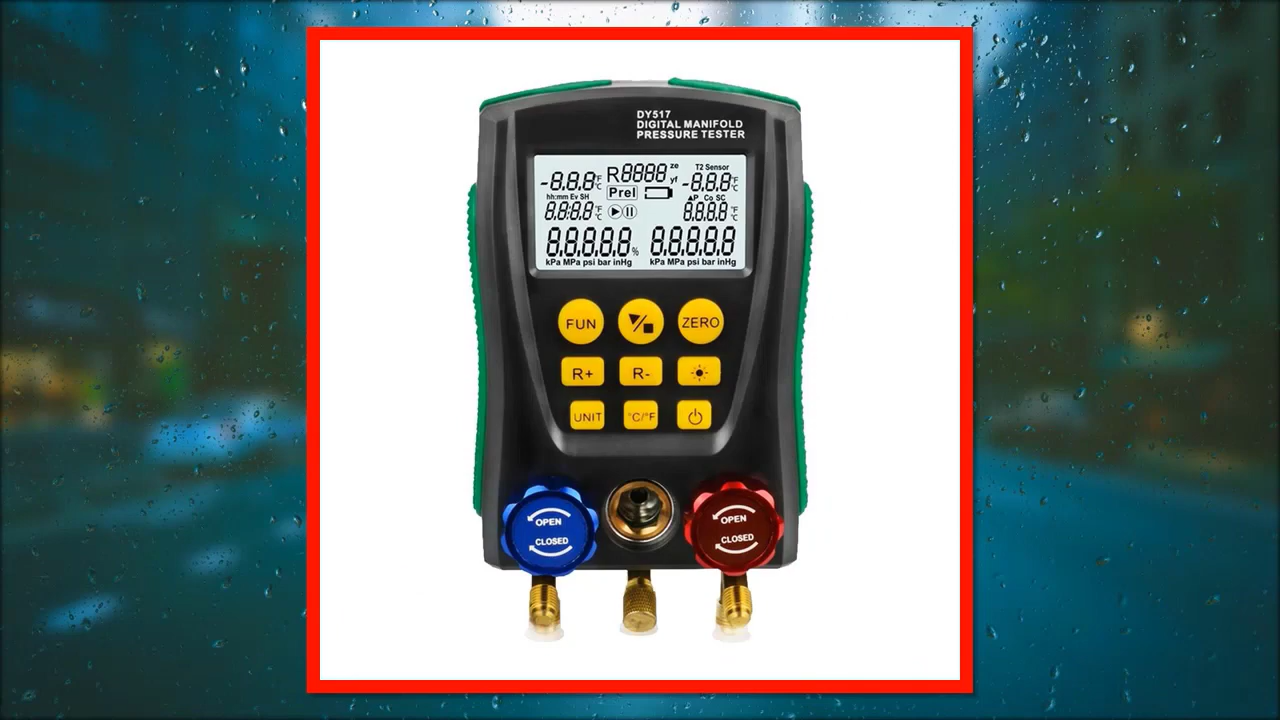 DY517
DIGITAL MANIFOLD
PRESSURE TESTER
-8.8.8 °F °C
R8888 ze yf
T2 Sensor
-8.8.8 °F °C
PreI
hh:mm Ev SH
▲P Co SC
8.8:8.8 °F °C
8.8.8.8 °F °C
8.8.8.8.8 %
8.8.8.8.8
kPa MPa psi bar inHg
kPa MPa psi bar inHg
FUN
ZERO
R+
R-
UNIT
°C/°F
OPEN
CLOSED
OPEN
CLOSED